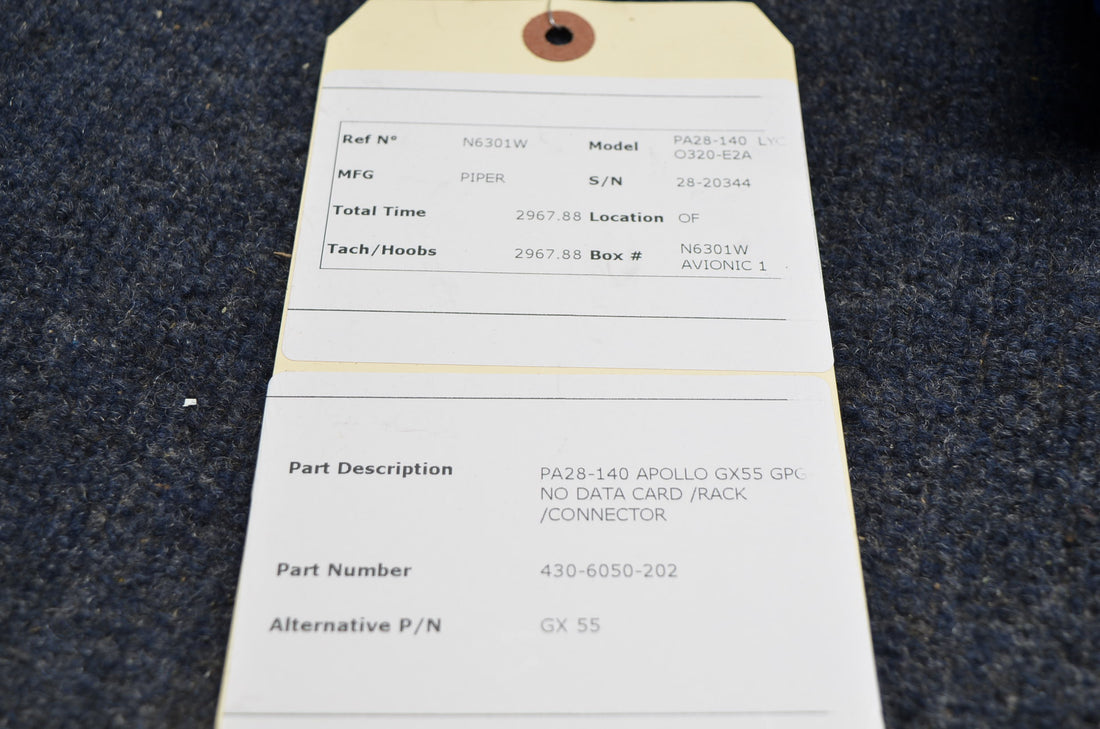 Ref Nº N6301W Model PA28-140 LYC
O320-E2A
MFG PIPER S/N 28-20344
Total Time 2967.88 Location OF
Tach/Hoobs 2967.88 Box # N6301W
AVIONIC 1
Part Description PA28-140 APOLLO GX55 GPG
NO DATA CARD /RACK
/CONNECTOR
Part Number 430-6050-202
Alternative P/N GX 55